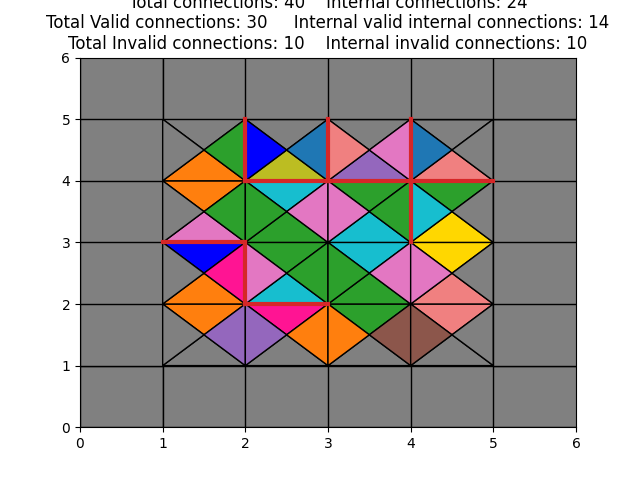 Total connections: 40    Internal connections: 24
Total Valid connections: 30     Internal valid internal connections: 14
Total Invalid connections: 10    Internal invalid connections: 10
6
5
4
3
2
1
0
0 1 2 3 4 5 6